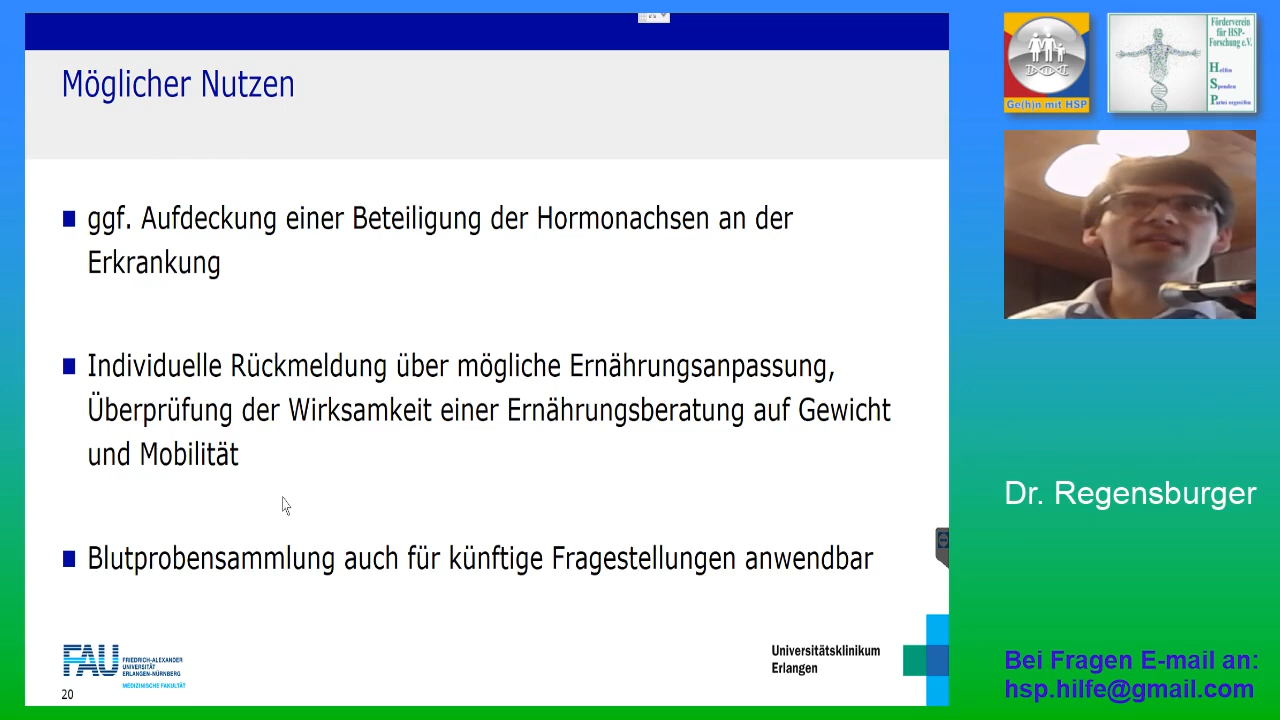 Möglicher Nutzen
ggf. Aufdeckung einer Beteiligung der Hormonachsen an der
Erkrankung
Individuelle Rückmeldung über mögliche Ernährungsanpassung,
Überprüfung der Wirksamkeit einer Ernährungsberatung auf Gewicht
und Mobilität
Blutprobensammlung auch für künftige Fragestellungen anwendbar
FAU
FRIEDRICH-ALEXANDER
UNIVERSITÄT
ERLANGEN-NÜRNBERG
MEDIZINISCHE FAKULTÄT
20
Universitätsklinikum
Erlangen
Ge(h)n mit HSP
Förderverein
für HSP-
Forschung e.V.
Helfen
Spenden
Partei ergreifen
Dr. Regensburger
Bei Fragen E-mail an:
hsp.hilfe@gmail.com